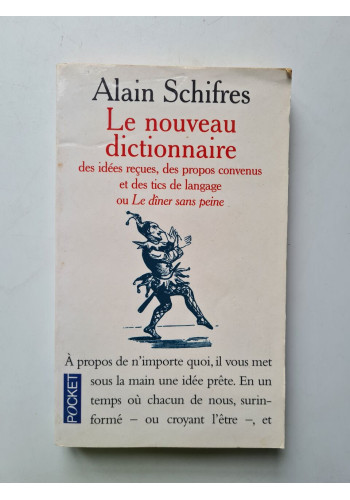 Alain Schifres
Le nouveau
dictionnaire
des idées reçues, des propos convenus
et des tics de langage
ou Le dîner sans peine
À propos de n'importe quoi, il vous met
sous la main une idée prête. En un
temps où chacun de nous, surin-
formé – ou croyant l'être –, et
POCKET